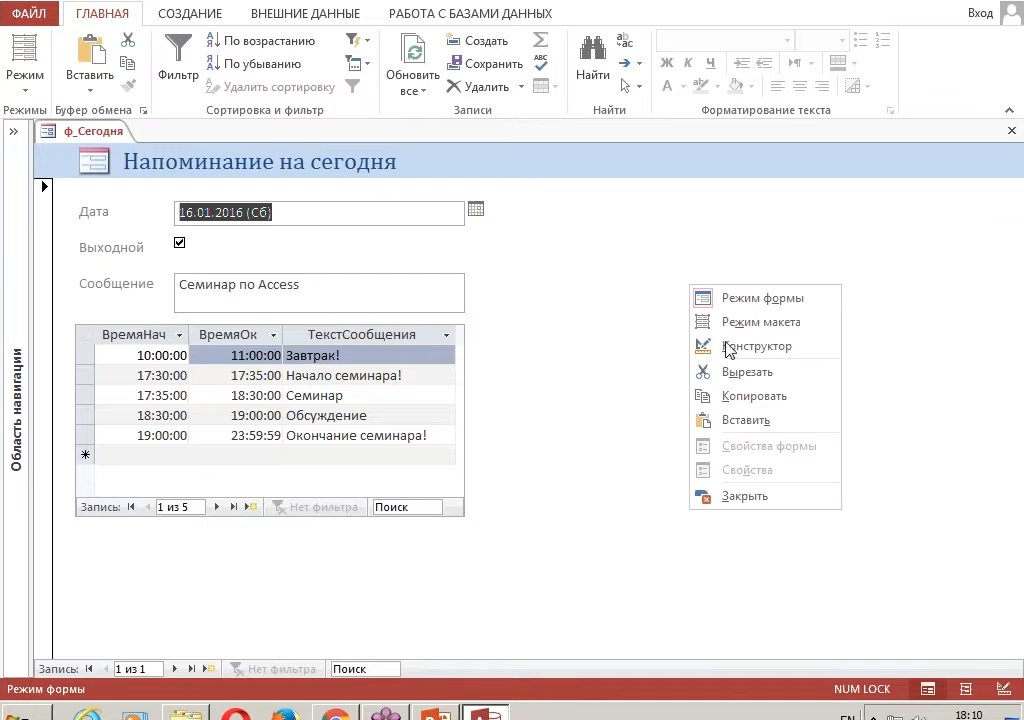 ФАЙЛ ГЛАВНАЯ СОЗДАНИЕ ВНЕШНИЕ ДАННЫЕ РАБОТА С БАЗАМИ ДАННЫХ Вход
Режим
Режимы
Вставить
Буфер обмена
Фильтр
По возрастанию
По убыванию
Удалить сортировку
Сортировка и фильтр
Обновить
все
Создать
Сохранить
Удалить
Записи
Найти
Найти
Ж К Ч
А
Форматирование текста
ф_Сегодня
Область навигации
Напоминание на сегодня
Дата 16.01.2016 (Сб)
Выходной
Сообщение Семинар по Access
ВремяНач ВремяОк ТекстСообщения
10:00:00 11:00:00 Завтрак!
17:30:00 17:35:00 Начало семинара!
17:35:00 18:30:00 Семинар
18:30:00 19:00:00 Обсуждение
19:00:00 23:59:59 Окончание семинара!
Запись: 1 из 5 Нет фильтра Поиск
Режим формы
Режим макета
Конструктор
Вырезать
Копировать
Вставить
Свойства формы
Свойства
Закрыть
Запись: 1 из 1 Нет фильтра Поиск
Режим формы NUM LOCK
EN 18:10